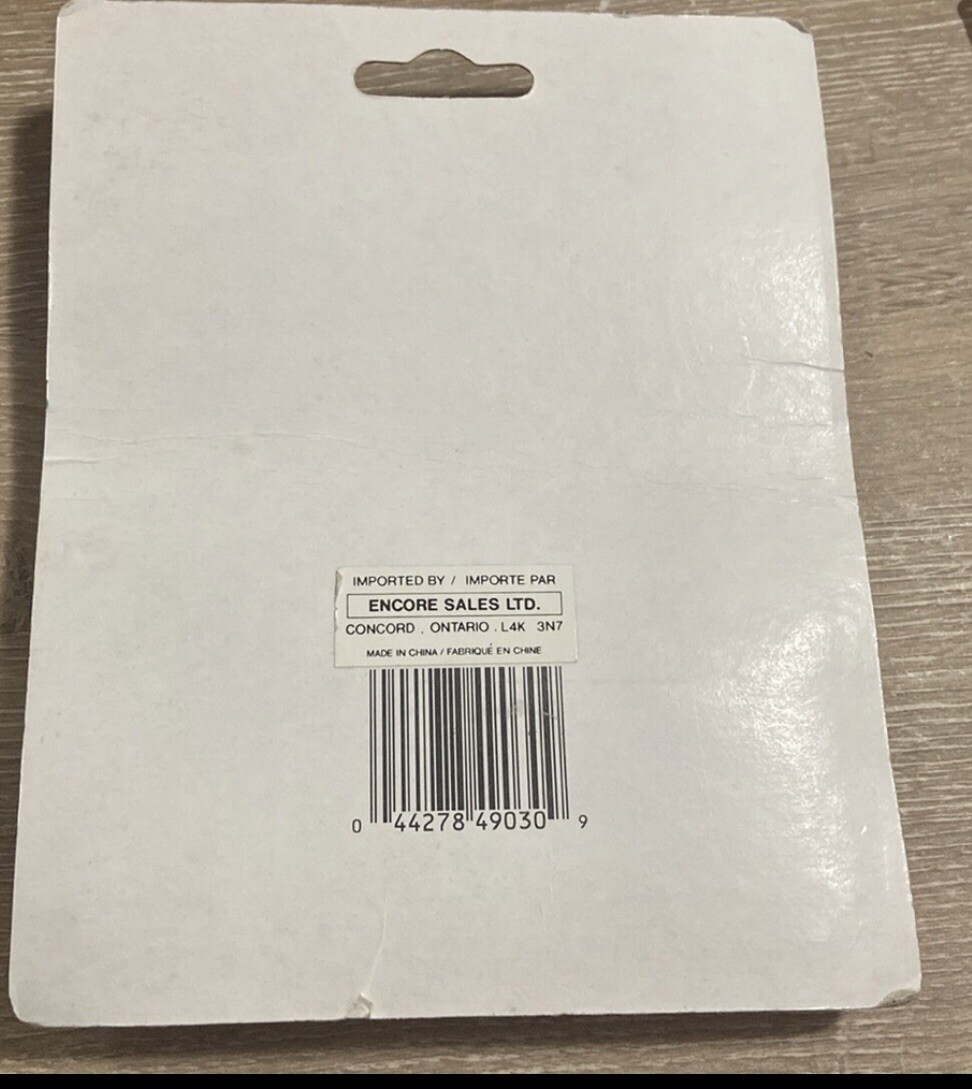 IMPORTED BY / IMPORTE PAR
ENCORE SALES LTD.
CONCORD . ONTARIO . L4K 3N7
MADE IN CHINA / FABRIQUÉ EN CHINE
0 44278 49030 9